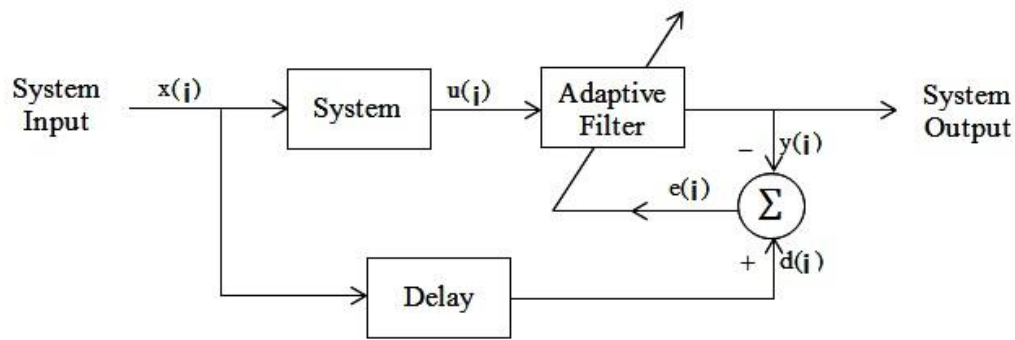 System
Input
x(j)
System
u(j)
Adaptive
Filter
System
Output
− y(j)
e(j)
Σ
+ d(j)
Delay